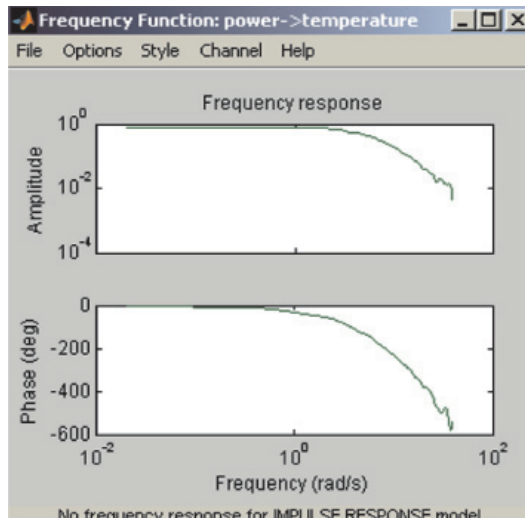 Frequency Function: power->temperature
File Options Style Channel Help
Frequency response
Amplitude
10^0
10^-2
10^-4
Phase (deg)
0
-200
-400
-600
10^-2 10^0 10^2
Frequency (rad/s)
No frequency response for IMPULSE RESPONSE model